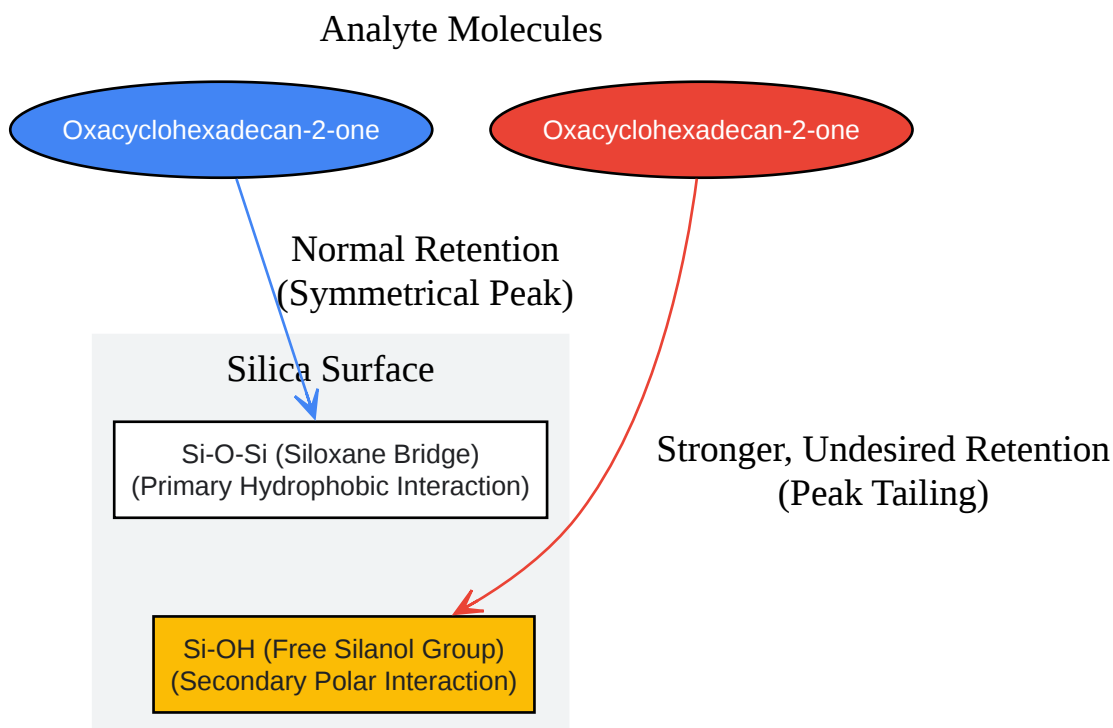 Analyte Molecules
Oxacyclohexadecan-2-one
Oxacyclohexadecan-2-one
Normal Retention
(Symmetrical Peak)
Silica Surface
Si-O-Si (Siloxane Bridge)
(Primary Hydrophobic Interaction)
Stronger, Undesired Retention
(Peak Tailing)
Si-OH (Free Silanol Group)
(Secondary Polar Interaction)